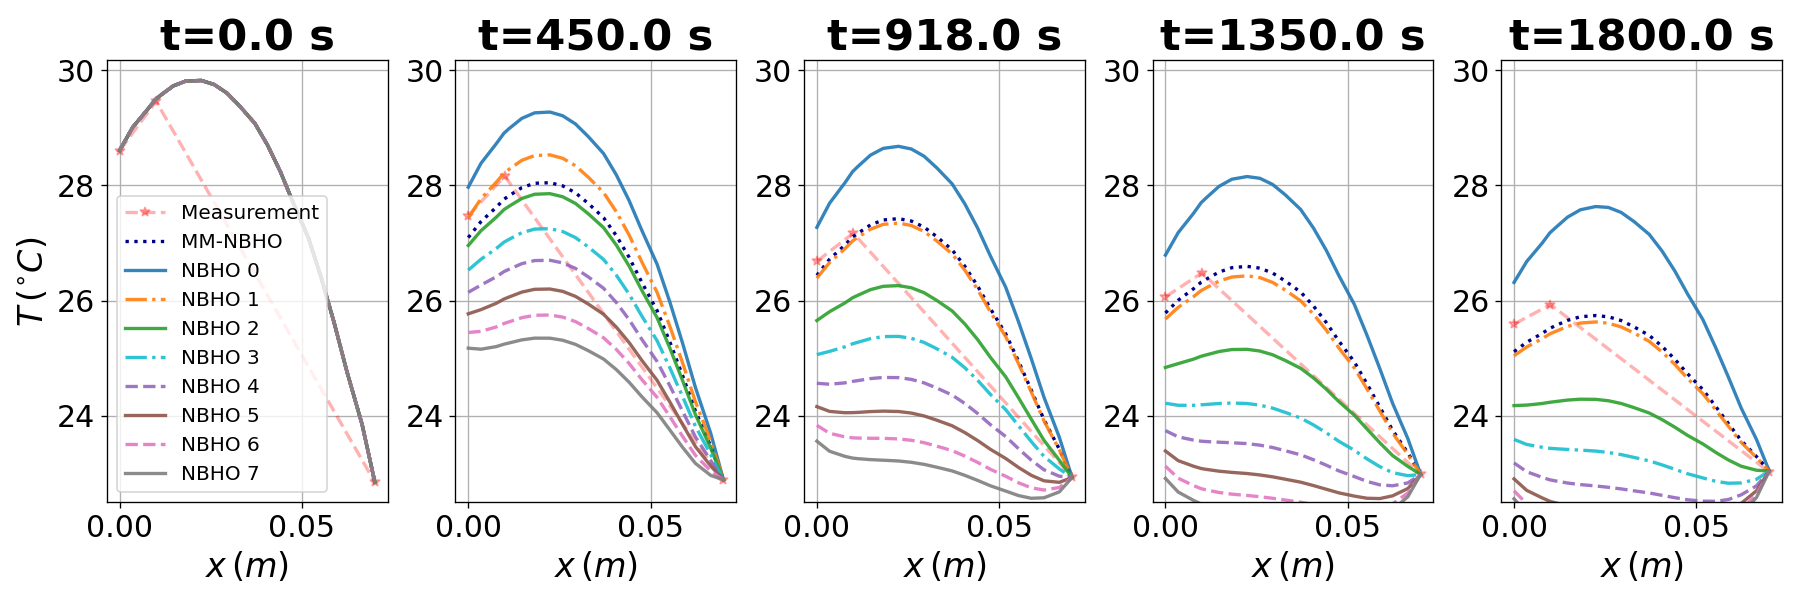 t=0.0 s
t=450.0 s
t=918.0 s
t=1350.0 s
t=1800.0 s
T (°C)
30
28
26
24
Measurement
MM-NBHO
NBHO 0
NBHO 1
NBHO 2
NBHO 3
NBHO 4
NBHO 5
NBHO 6
NBHO 7
0.00 0.05
x (m)
30
28
26
24
0.00 0.05
x (m)
30
28
26
24
0.00 0.05
x (m)
30
28
26
24
0.00 0.05
x (m)
30
28
26
24
0.00 0.05
x (m)